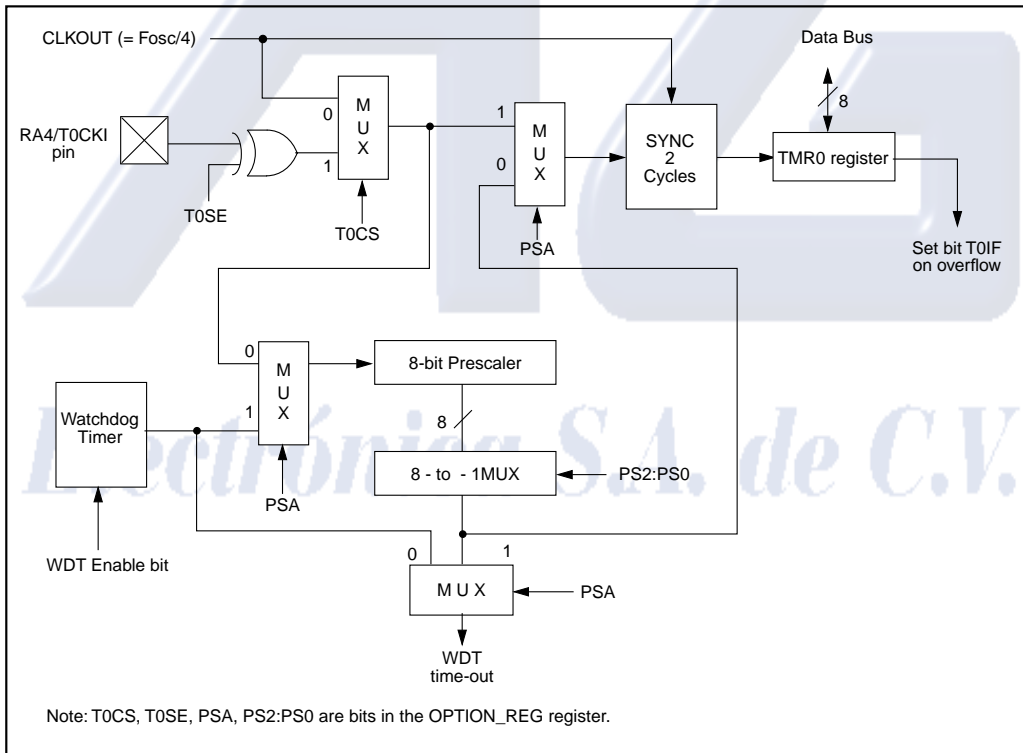 CLKOUT (= Fosc/4)
Data Bus
8
RA4/T0CKI
pin
T0SE
0
1
M
U
X
T0CS
1
0
M
U
X
PSA
SYNC
2
Cycles
TMR0 register
Set bit T0IF
on overflow
0
1
M
U
X
PSA
8-bit Prescaler
8
Watchdog
Timer
WDT Enable bit
8 - to - 1MUX
PS2:PS0
0
1
M U X
PSA
WDT
time-out
Electrónica S.A. de C.V.
Note: T0CS, T0SE, PSA, PS2:PS0 are bits in the OPTION_REG register.